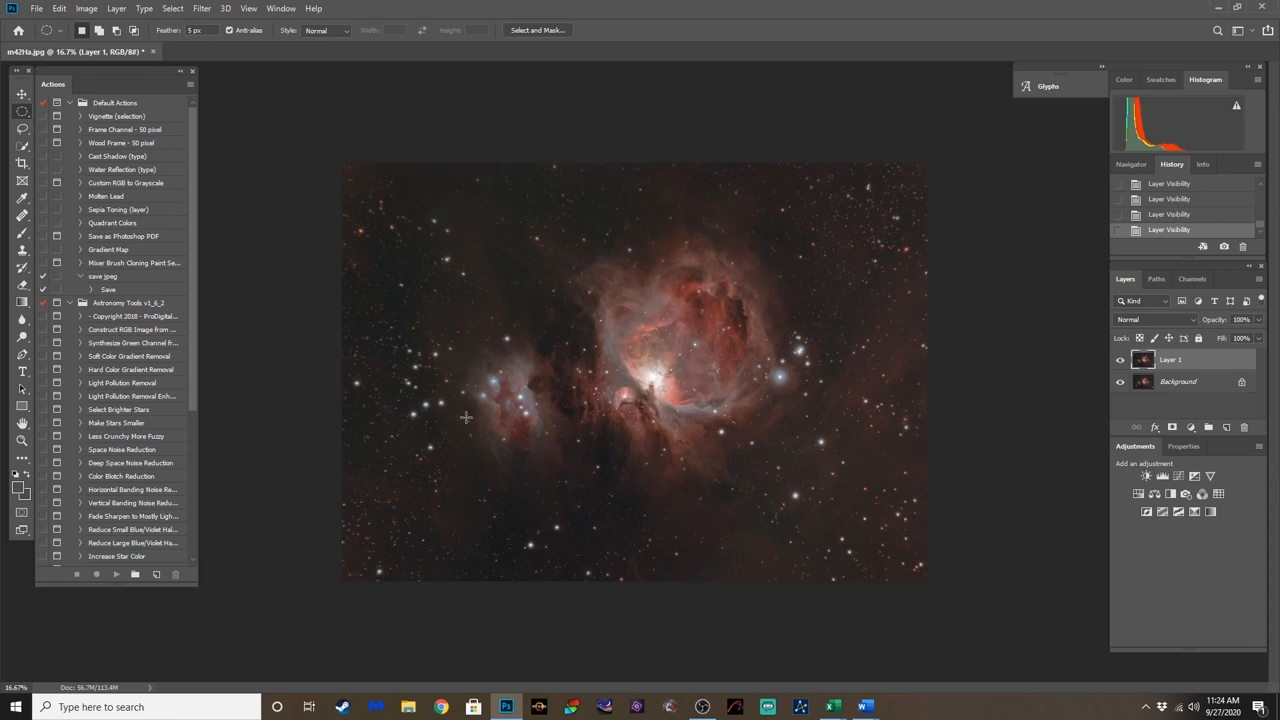 Ps File Edit Image Layer Type Select Filter 3D View Window Help
Feather: 5 px Anti-alias Style: Normal Width: Height: Select and Mask...
m42Ha.jpg @ 16.7% (Layer 1, RGB/8#) *
Actions
Default Actions
Vignette (selection)
Frame Channel - 50 pixel
Wood Frame - 50 pixel
Cast Shadow (type)
Water Reflection (type)
Custom RGB to Grayscale
Molten Lead
Sepia Toning (layer)
Quadrant Colors
Save as Photoshop PDF
Gradient Map
Mixer Brush Cloning Paint Se...
save jpeg
Save
Astronomy Tools v1_6_2
- Copyright 2018 - ProDigital...
Construct RGB Image from ...
Synthesize Green Channel fr...
Soft Color Gradient Removal
Hard Color Gradient Removal
Light Pollution Removal
Light Pollution Removal Enh...
Select Brighter Stars
Make Stars Smaller
Less Crunchy More Fuzzy
Space Noise Reduction
Deep Space Noise Reduction
Color Blotch Reduction
Horizontal Banding Noise Re...
Vertical Banding Noise Redu...
Fade Sharpen to Mostly Ligh...
Reduce Small Blue/Violet Hal...
Reduce Large Blue/Violet Ha...
Increase Star Color
Glyphs
Color Swatches Histogram
Navigator History Info
Layer Visibility
Layer Visibility
Layer Visibility
Layer Visibility
Layers Paths Channels
Kind
Normal Opacity: 100%
Lock: Fill: 100%
Layer 1
Background
Adjustments Properties
Add an adjustment
16.67% Doc: 56.7M/113.4M
Type here to search
11:24 AM
9/27/2020